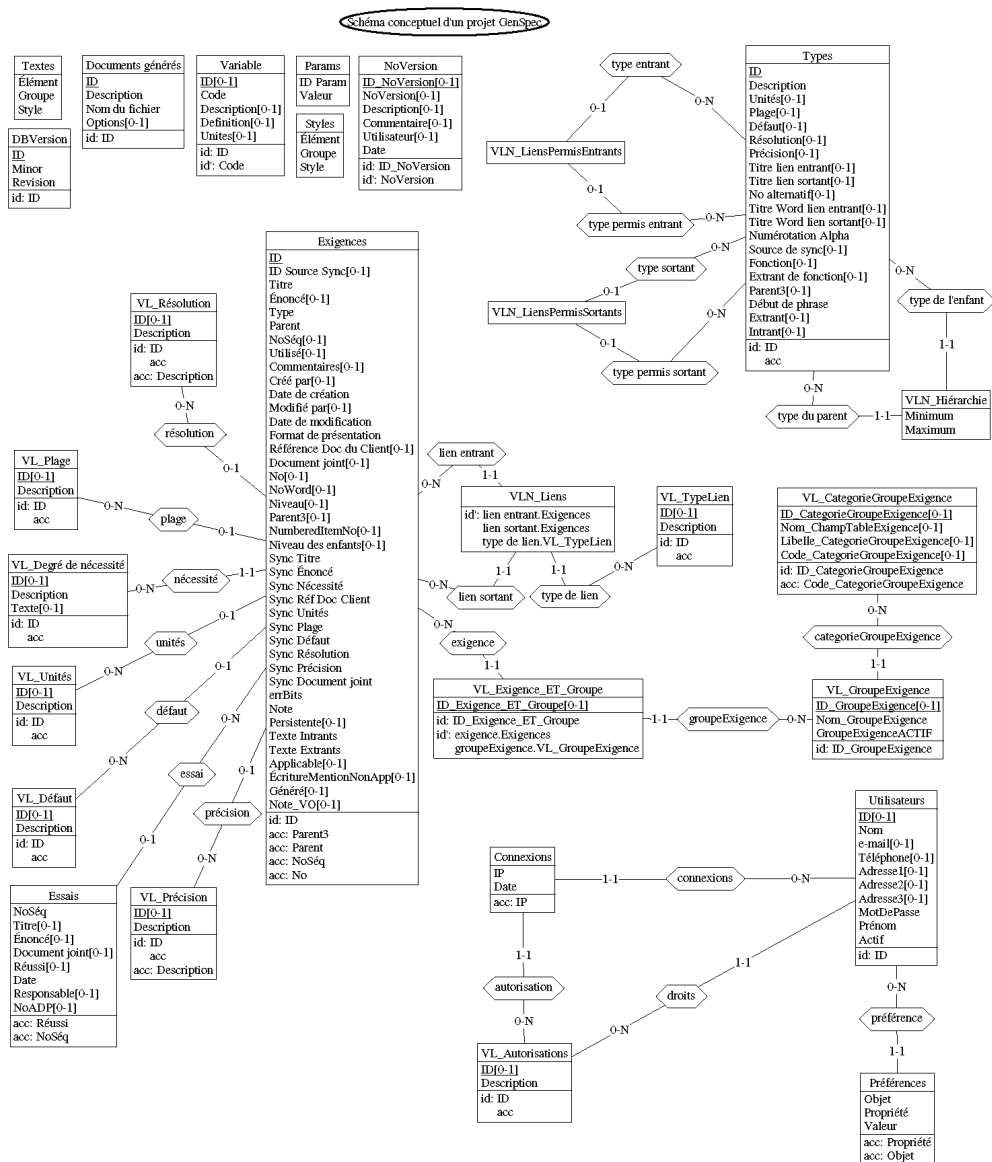 Schéma conceptuel d'un projet GenSpec
Textes
Élément
Groupe
Style
DBVersion
ID
Minor
Revision
id: ID
Documents générés
ID
Description
Nom du fichier
Options[0-1]
id: ID
Variable
ID[0-1]
Code
Description[0-1]
Definition[0-1]
Unites[0-1]
id: ID
id': Code
Params
ID Param
Valeur
Styles
Élément
Groupe
Style
NoVersion
ID_NoVersion[0-1]
NoVersion[0-1]
Description[0-1]
Commentaire[0-1]
Utilisateur[0-1]
Date
id: ID_NoVersion
id': NoVersion
type entrant
0-1
0-N
VLN_LiensPermisEntrants
0-1
type permis entrant
0-N
type sortant
0-N
0-1
VLN_LiensPermisSortants
0-1
0-N
type permis sortant
Types
ID
Description
Unités[0-1]
Plage[0-1]
Défaut[0-1]
Résolution[0-1]
Précision[0-1]
Titre lien entrant[0-1]
Titre lien sortant[0-1]
No alternatif[0-1]
Titre Word lien entrant[0-1]
Titre Word lien sortant[0-1]
Numérotation Alpha
Source de sync[0-1]
Fonction[0-1]
Extrant de fonction[0-1]
Parent3[0-1]
Début de phrase
Extrant[0-1]
Intrant[0-1]
id: ID
acc
0-N
type de l'enfant
1-1
0-N
type du parent
1-1
VLN_Hiérarchie
Minimum
Maximum
Exigences
ID
ID Source Sync[0-1]
Titre
Énoncé[0-1]
Type
Parent
NoSéq[0-1]
Utilisé[0-1]
Commentaires[0-1]
Créé par[0-1]
Date de création
Modifié par[0-1]
Date de modification
Format de présentation
Référence Doc du Client[0-1]
Document joint[0-1]
No[0-1]
NoWord[0-1]
Niveau[0-1]
Parent3[0-1]
NumberedItemNo[0-1]
Niveau des enfants[0-1]
Sync Titre
Sync Énoncé
Sync Nécessité
Sync Réf Doc Client
Sync Unités
Sync Plage
Sync Défaut
Sync Résolution
Sync Précision
Sync Document joint
errBits
Note
Persistente[0-1]
Texte Intrants
Texte Extrants
Applicable[0-1]
ÉcritureMentionNonApp[0-1]
Généré[0-1]
Note_VO[0-1]
id: ID
acc: Parent3
acc: Parent
acc: NoSéq
acc: No
VL_Résolution
ID[0-1]
Description
id: ID
acc
acc: Description
0-N
résolution
0-1
VL_Plage
ID[0-1]
Description
id: ID
acc
0-N
plage
0-1
VL_Degré de nécessité
ID[0-1]
Description
Texte[0-1]
id: ID
acc
0-N
nécessité
1-1
VL_Unités
ID[0-1]
Description
id: ID
acc
0-N
unités
0-1
VL_Défaut
ID[0-1]
Description
id: ID
acc
0-N
défaut
0-1
Essais
NoSéq
Titre[0-1]
Énoncé[0-1]
Document joint[0-1]
Réussi[0-1]
Date
Responsable[0-1]
NoADP[0-1]
acc: Réussi
acc: NoSéq
0-1
essai
0-N
VL_Précision
ID[0-1]
Description
id: ID
acc
acc: Description
0-N
précision
0-1
lien entrant
0-N
1-1
VLN_Liens
id': lien entrant.Exigences
lien sortant.Exigences
type de lien.VL_TypeLien
1-1
0-N
lien sortant
1-1
type de lien
0-N
VL_TypeLien
ID[0-1]
Description
id: ID
acc
VL_CategorieGroupeExigence
ID_CategorieGroupeExigence[0-1]
Nom_ChampTableExigence[0-1]
Libelle_CategorieGroupeExigence[0-1]
Code_CategorieGroupeExigence[0-1]
id: ID_CategorieGroupeExigence
acc: Code_CategorieGroupeExigence
0-N
categorieGroupeExigence
1-1
0-N
exigence
1-1
VL_Exigence_ET_Groupe
ID_Exigence_ET_Groupe[0-1]
id: ID_Exigence_ET_Groupe
id': exigence.Exigences
groupeExigence.VL_GroupeExigence
1-1
groupeExigence
0-N
VL_GroupeExigence
ID_GroupeExigence[0-1]
Nom_GroupeExigence
GroupeExigenceACTIF
id: ID_GroupeExigence
Connexions
IP
Date
acc: IP
1-1
connexions
0-N
Utilisateurs
ID[0-1]
Nom
e-mail[0-1]
Téléphone[0-1]
Adresse1[0-1]
Adresse2[0-1]
Adresse3[0-1]
MotDePasse
Prénom
Actif
id: ID
1-1
autorisation
0-N
1-1
droits
0-N
VL_Autorisations
ID[0-1]
Description
id: ID
acc
0-N
préférence
1-1
Préférences
Objet
Propriété
Valeur
acc: Propriété
acc: Objet